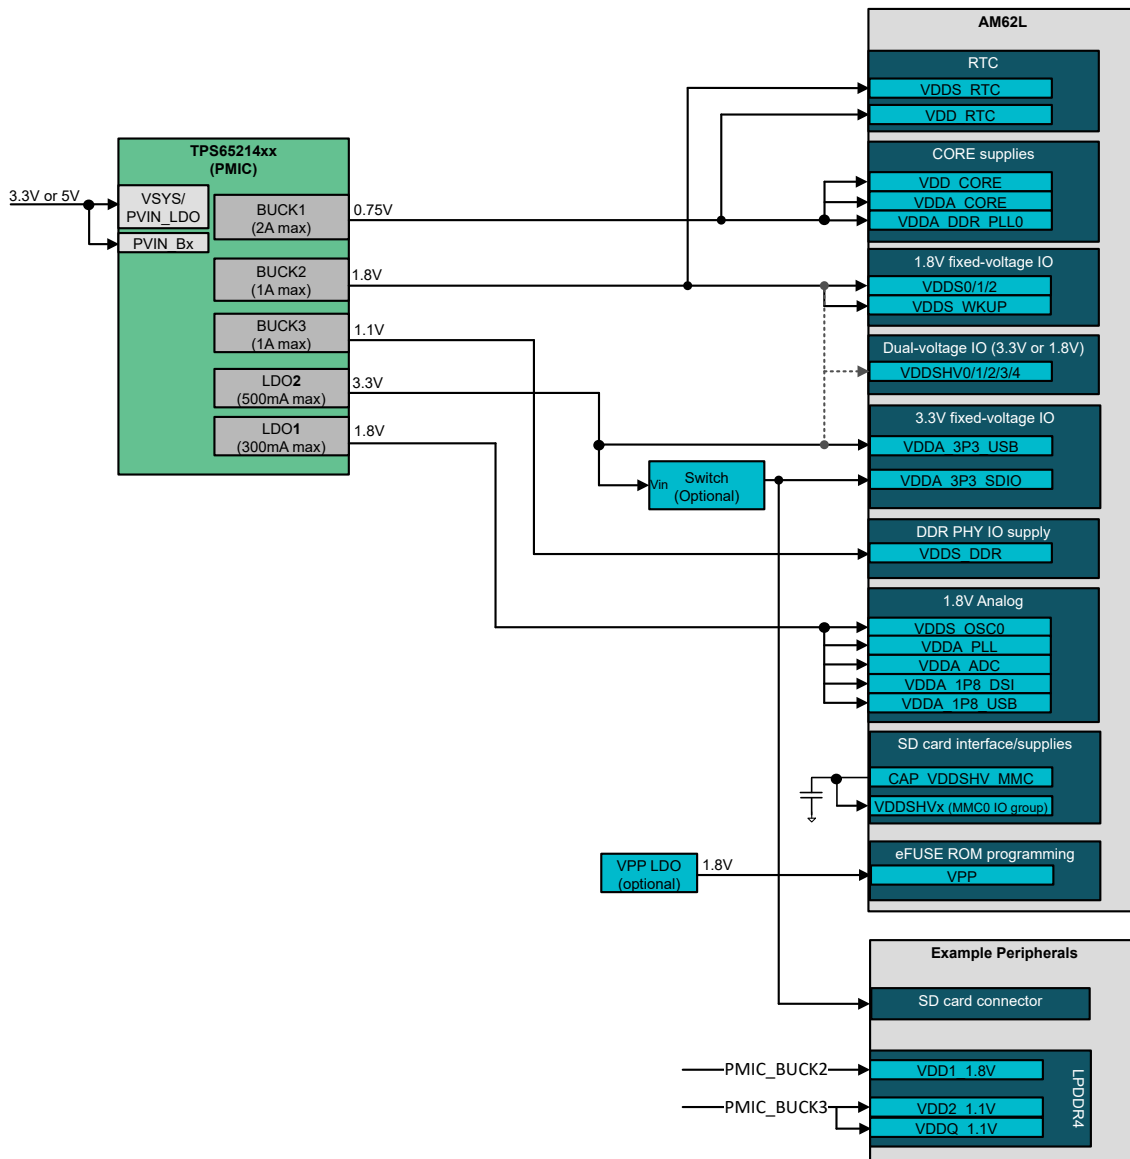 AM62L
RTC
VDDS_RTC
VDD_RTC
TPS65214xx
(PMIC)
3.3V or 5V
VSYS/
PVIN_LDO
PVIN_Bx
BUCK1
(2A max)
0.75V
BUCK2
(1A max)
1.8V
BUCK3
(1A max)
1.1V
LDO2
(500mA max)
3.3V
LDO1
(300mA max)
1.8V
CORE supplies
VDD_CORE
VDDA_CORE
VDDA_DDR_PLL0
1.8V fixed-voltage IO
VDDS0/1/2
VDDS_WKUP
Dual-voltage IO (3.3V or 1.8V)
VDDSHV0/1/2/3/4
3.3V fixed-voltage IO
VDDA_3P3_USB
Vin
Switch
(Optional)
VDDA_3P3_SDIO
DDR PHY IO supply
VDDS_DDR
1.8V Analog
VDDS_OSC0
VDDA_PLL
VDDA_ADC
VDDA_1P8_DSI
VDDA_1P8_USB
SD card interface/supplies
CAP_VDDSHV_MMC
VDDSHVx (MMC0 IO group)
eFUSE ROM programming
VPP LDO
(optional)
1.8V
VPP
Example Peripherals
SD card connector
PMIC_BUCK2
VDD1_1.8V
PMIC_BUCK3
VDD2_1.1V
VDDQ_1.1V
LPDDR4